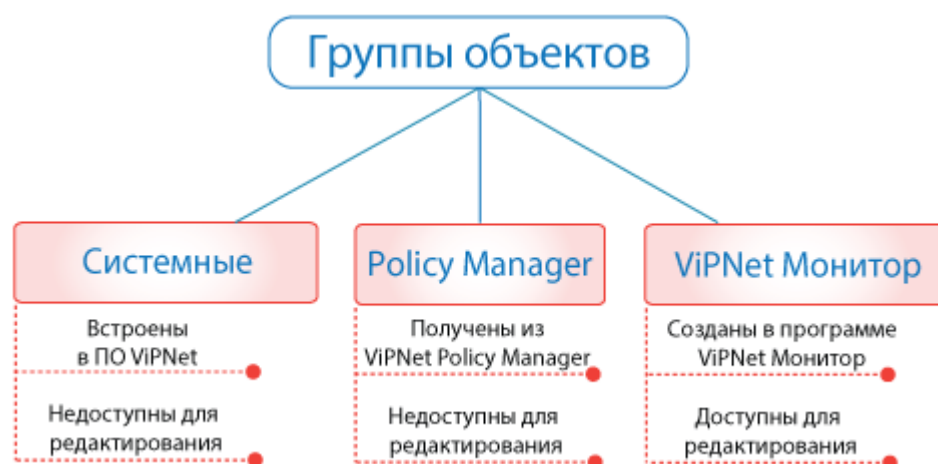 Группы объектов
Системные
Встроены
в ПО ViPNet
Недоступны для
редактирования
Policy Manager
Получены из
ViPNet Policy Manager
Недоступны для
редактирования
ViPNet Монитор
Созданы в программе
ViPNet Монитор
Доступны для
редактирования